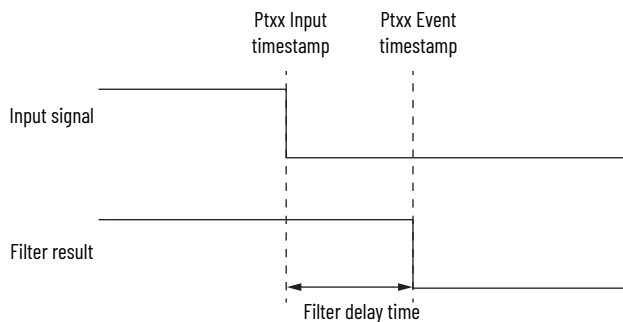 Ptxx Input
timestamp
Ptxx Event
timestamp
Input signal
Filter result
Filter delay time